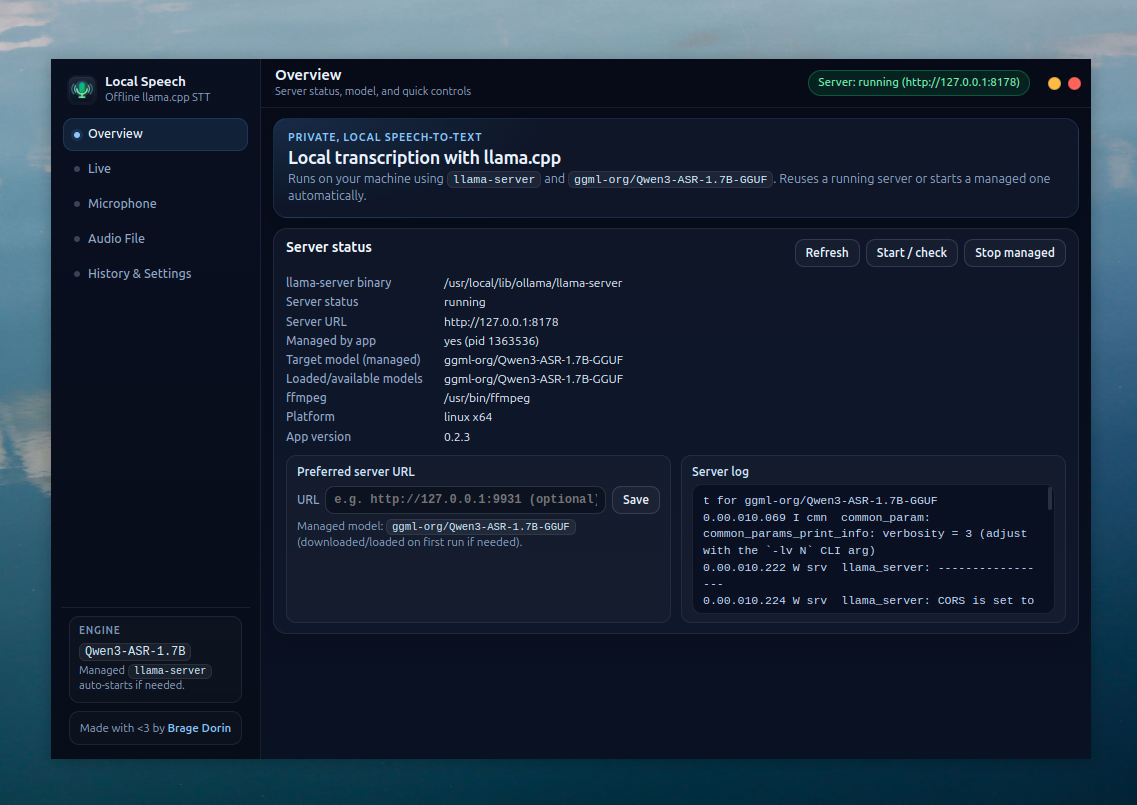 Local Speech
Offline llama.cpp STT
Overview
Live
Microphone
Audio File
History & Settings
ENGINE
Qwen3-ASR-1.7B
Managed llama-server
auto-starts if needed.
Made with <3 by Brage Dorin
Overview
Server status, model, and quick controls
Server: running (http://127.0.0.1:8178)
PRIVATE, LOCAL SPEECH-TO-TEXT
Local transcription with llama.cpp
Runs on your machine using llama-server and ggml-org/Qwen3-ASR-1.7B-GGUF. Reuses a running server or starts a managed one
automatically.
Server status
Refresh Start / check Stop managed
llama-server binary /usr/local/lib/ollama/llama-server
Server status running
Server URL http://127.0.0.1:8178
Managed by app yes (pid 1363536)
Target model (managed) ggml-org/Qwen3-ASR-1.7B-GGUF
Loaded/available models ggml-org/Qwen3-ASR-1.7B-GGUF
ffmpeg /usr/bin/ffmpeg
Platform linux x64
App version 0.2.3
Preferred server URL
URL e.g. http://127.0.0.1:9931 (optional) Save
Managed model: ggml-org/Qwen3-ASR-1.7B-GGUF
(downloaded/loaded on first run if needed).
Server log
t for ggml-org/Qwen3-ASR-1.7B-GGUF
0.00.010.069 I cmn  common_param:
common_params_print_info: verbosity = 3 (adjust
with the `-lv N` CLI arg)
0.00.010.222 W srv  llama_server: ---------------
---
0.00.010.224 W srv  llama_server: CORS is set to